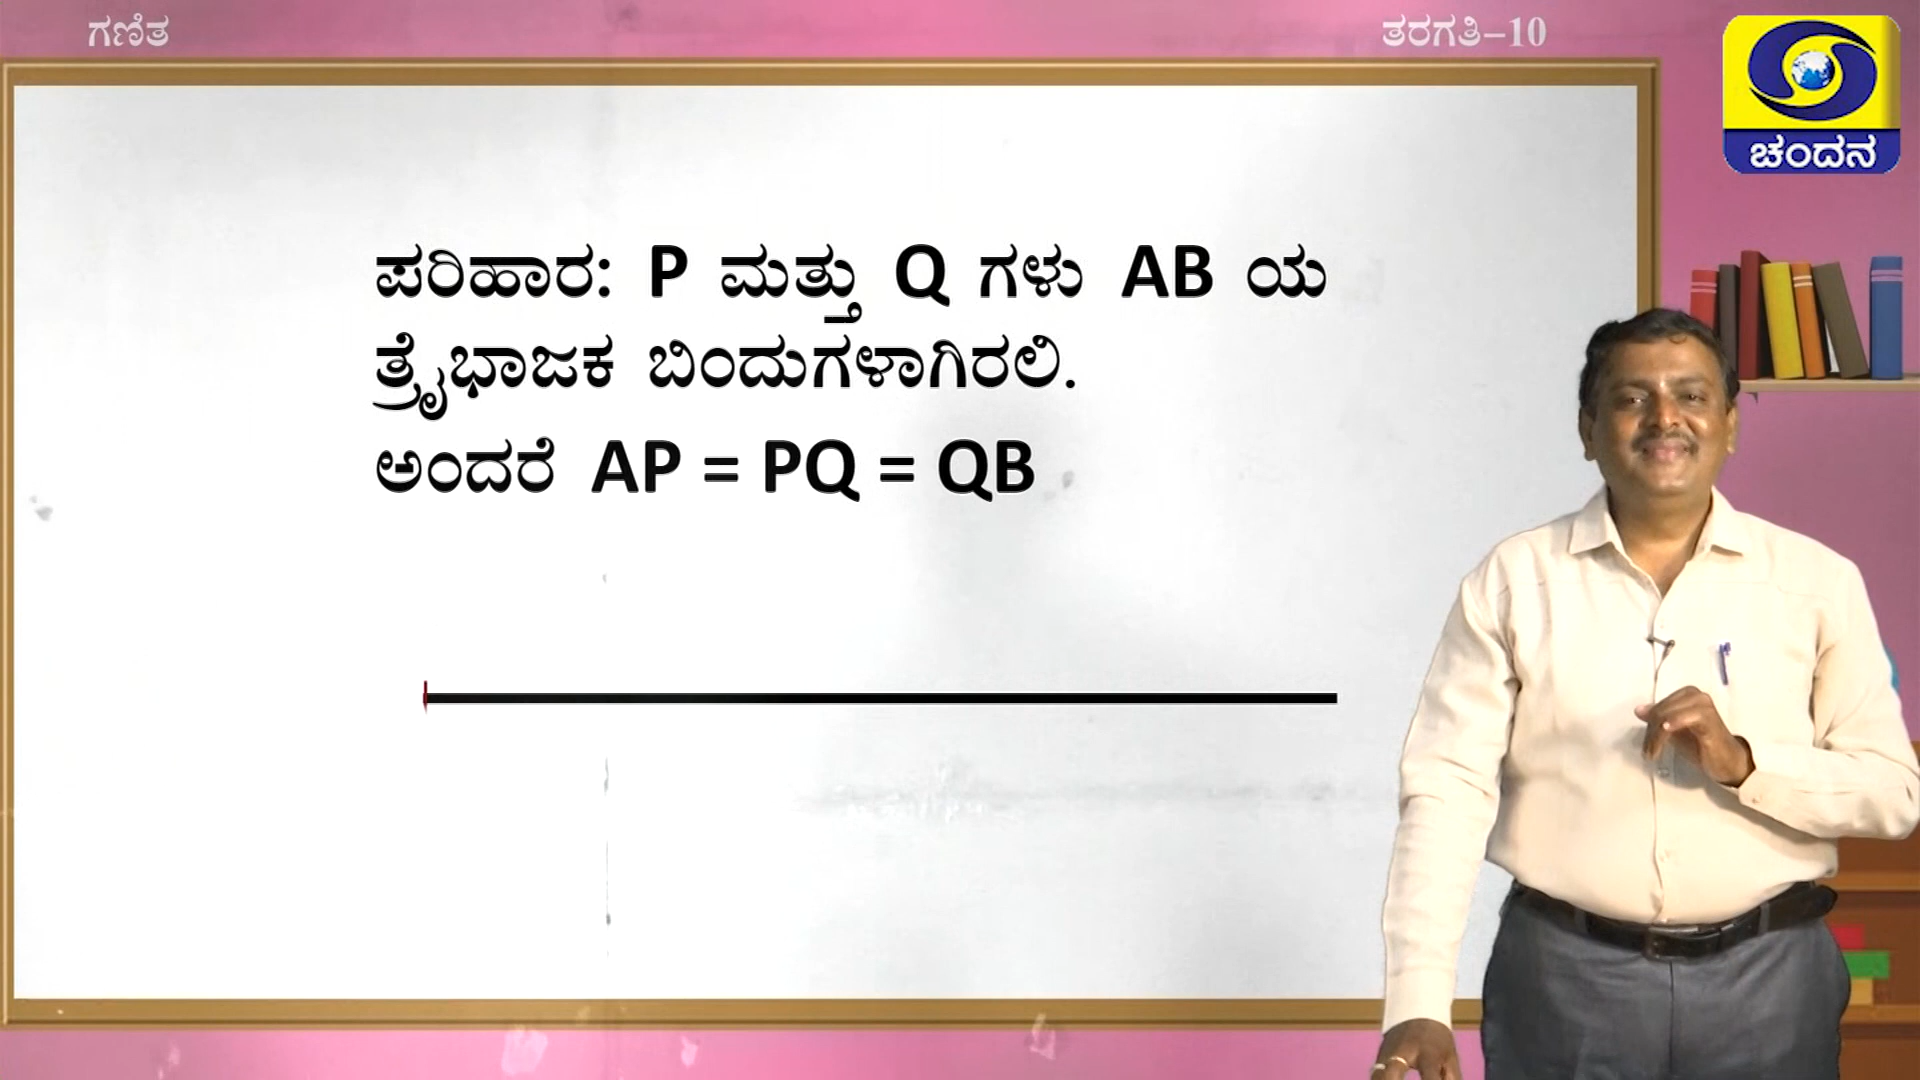 ಗಣಿತ
ತರಗತಿ–10
ಚಂದನ
ಪರಿಹಾರ: P ಮತ್ತು Q ಗಳು AB ಯ
ತ್ರೈಭಾಜಕ ಬಿಂದುಗಳಾಗಿರಲಿ.
ಅಂದರೆ AP = PQ = QB